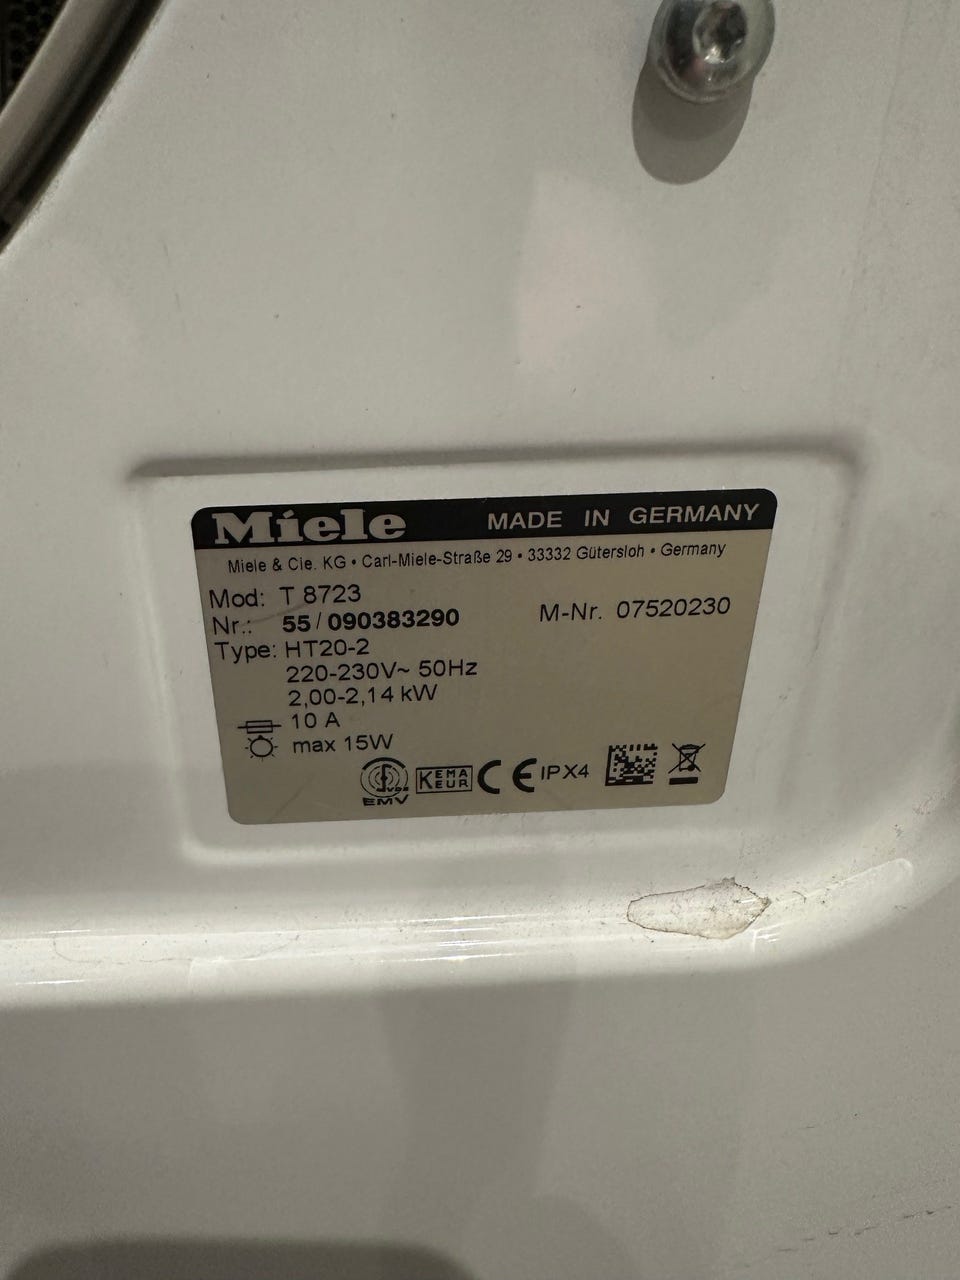 Miele MADE IN GERMANY
Miele & Cie. KG • Carl-Miele-Straße 29 • 33332 Gütersloh • Germany
Mod: T 8723
Nr.: 55/090383290 M-Nr. 07520230
Type: HT20-2
220-230V~ 50Hz
2,00-2,14 kW
10 A
max 15W
VDE
EMV
KEMA
KEUR
CE IPX4